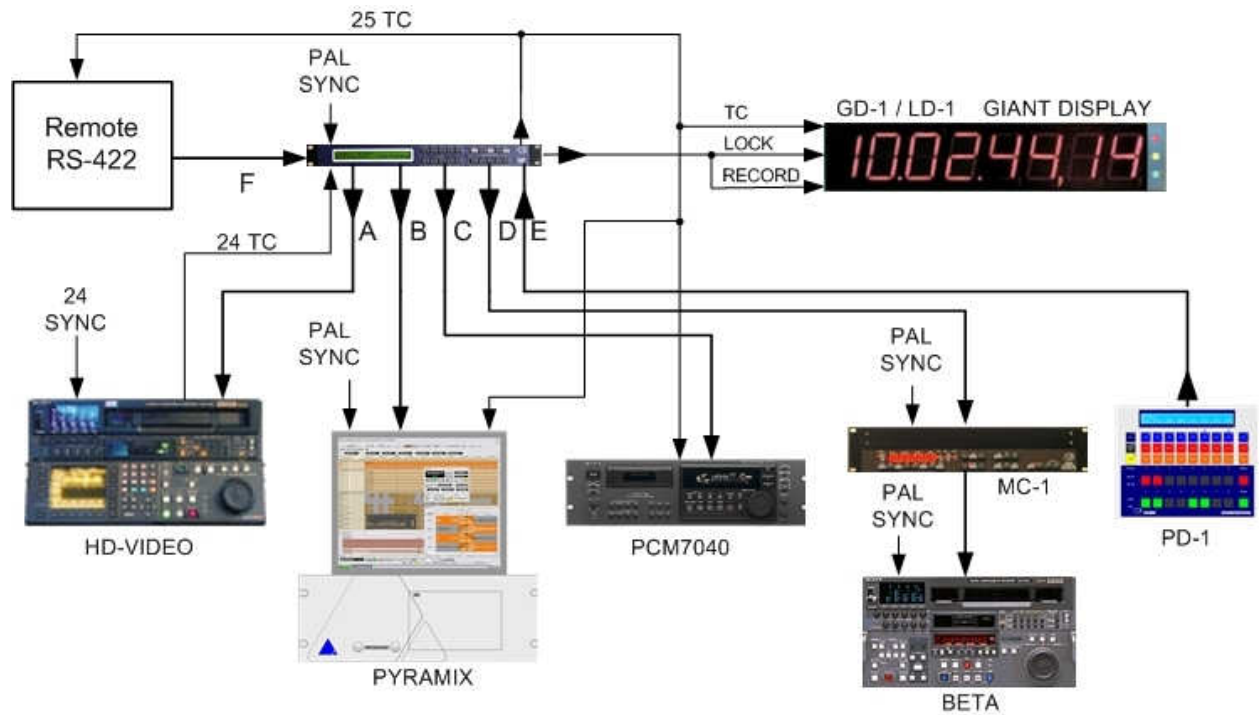 25 TC
PAL
SYNC
Remote
RS-422
F
GD-1 / LD-1 GIANT DISPLAY
TC
LOCK
RECORD
10.02.44,14
A
B
C
D
E
24 TC
24
SYNC
PAL
SYNC
PAL
SYNC
HD-VIDEO
PYRAMIX
PCM7040
MC-1
PAL
SYNC
PD-1
BETA